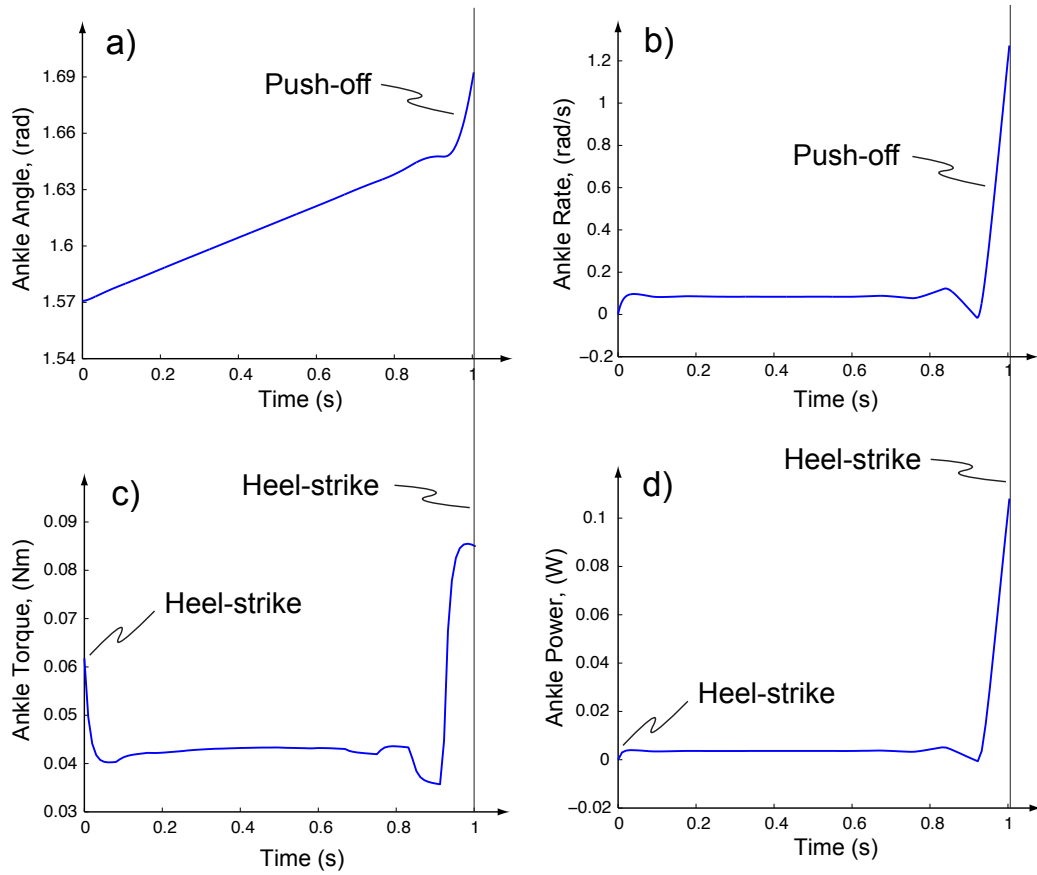 a)
Ankle Angle, (rad)
1.69
1.66
1.63
1.6
1.57
1.54
Push-off
0 0.2 0.4 0.6 0.8 1
Time (s)
b)
Ankle Rate, (rad/s)
1.2
1
0.8
0.6
0.4
0.2
0
−0.2
Push-off
0 0.2 0.4 0.6 0.8 1
Time (s)
c)
Ankle Torque, (Nm)
0.09
0.08
0.07
0.06
0.05
0.04
0.03
Heel-strike
Heel-strike
0 0.2 0.4 0.6 0.8 1
Time (s)
d)
Ankle Power, (W)
0.1
0.08
0.06
0.04
0.02
0
−0.02
Heel-strike
Heel-strike
0 0.2 0.4 0.6 0.8 1
Time (s)